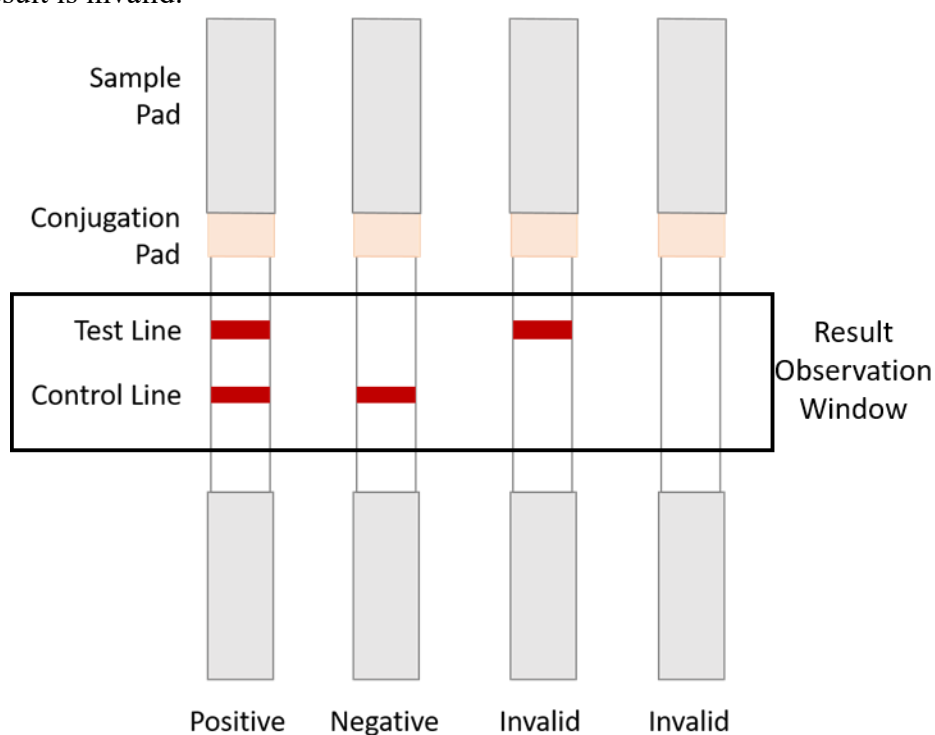 Sample
Pad
Conjugation
Pad
Test Line
Control Line
Result
Observation
Window
Positive Negative Invalid Invalid